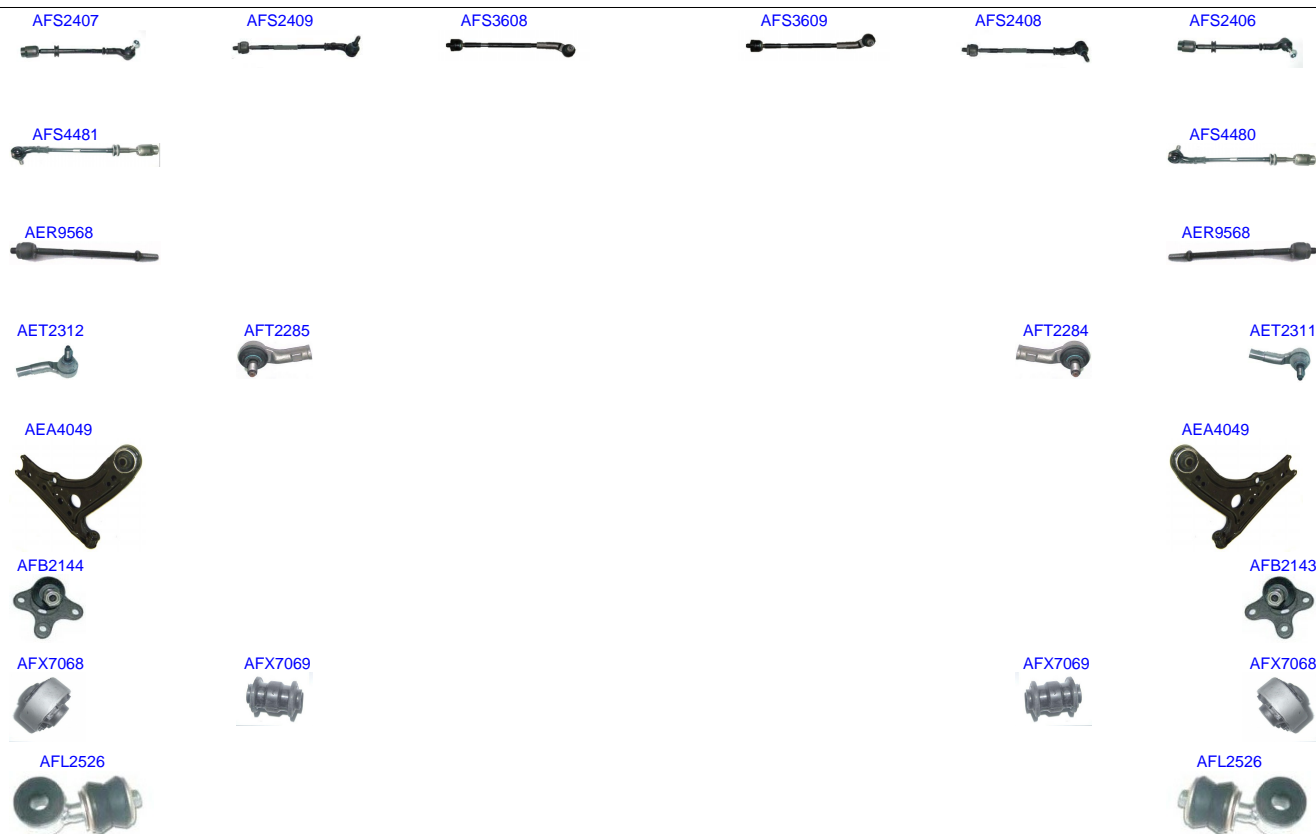 AFS2407 AFS2409 AFS3608 AFS3609 AFS2408 AFS2406
AFS4481 AFS4480
AER9568 AER9568
AET2312 AFT2285 AFT2284 AET2311
AEA4049 AEA4049
AFB2144 AFB2143
AFX7068 AFX7069 AFX7069 AFX7068
AFL2526 AFL2526